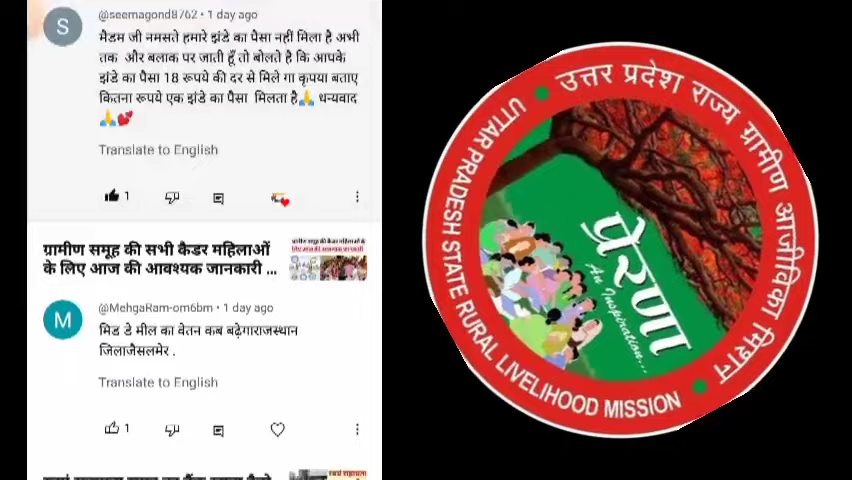 S
@seemagond8762 • 1 day ago
मैडम जी नमसते हमारे झंडे का पैसा नहीं मिला है अभी
तक और बलाक पर जाती हूँ तो बोलते है कि आपके
झंडे का पैसा 18 रूपये की दर से मिले गा कृपया बताए
कितना रूपये एक झंडे का पैसा मिलता है🙏 धन्यवाद
🙏💕
Translate to English
1
ग्रामीण समूह की सभी कैडर महिलाओं
के लिए आज की आवश्यक जानकारी ...
M
@MehgaRam-om6bm • 1 day ago
मिड डे मील का वेतन कब बढ़ेगाराजस्थान
जिलाजैसलमेर .
Translate to English
1
उत्तर प्रदेश राज्य ग्रामीण आजीविका मिशन
UTTAR PRADESH STATE RURAL LIVELIHOOD MISSION
प्रेरणा
An Inspiration...